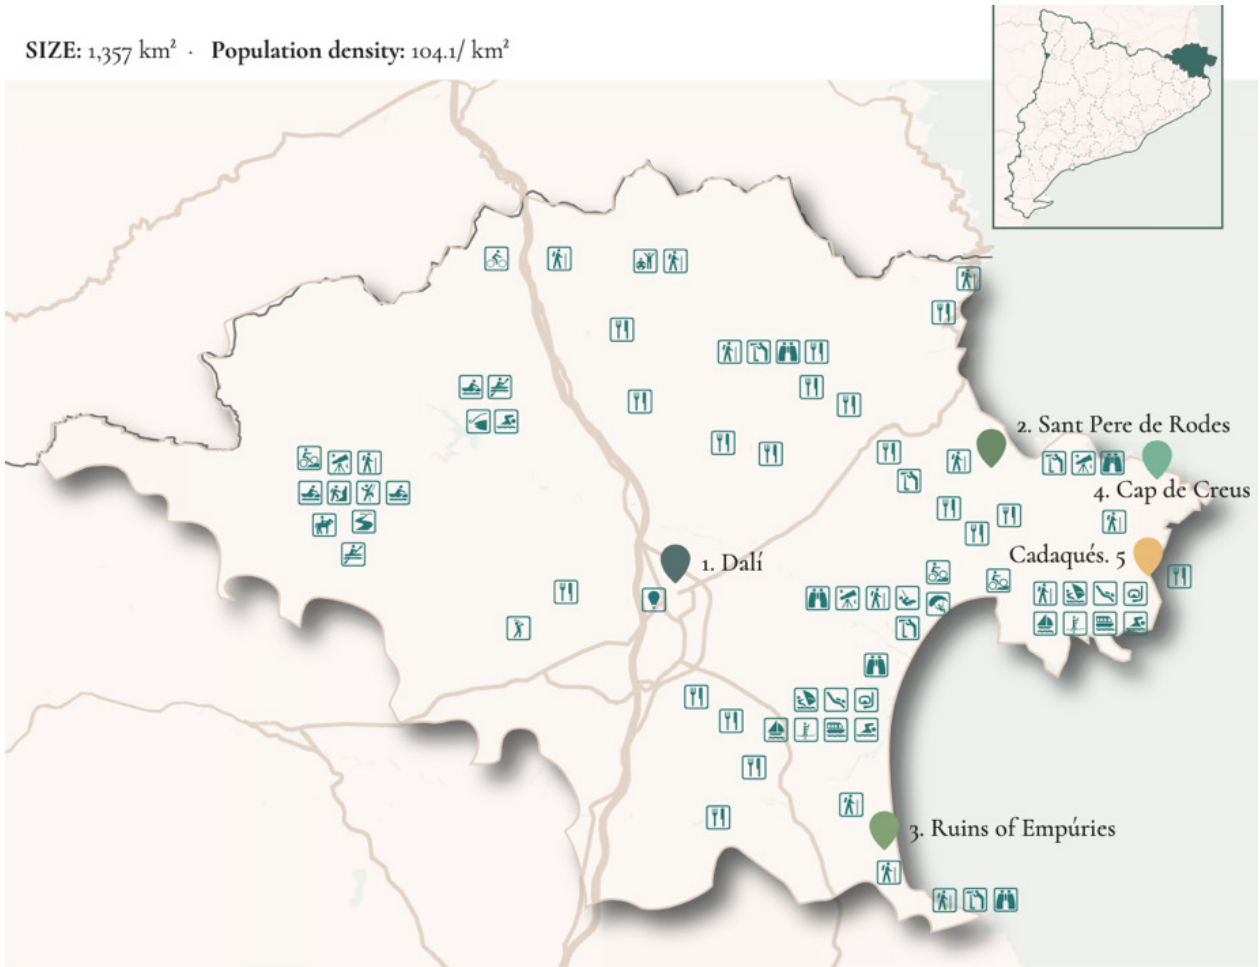 SIZE: 1,357 km² · Population density: 104.1/ km²
2. Sant Pere de Rodes
4. Cap de Creus
Cadaqués. 5
1. Dalí
3. Ruins of Empúries